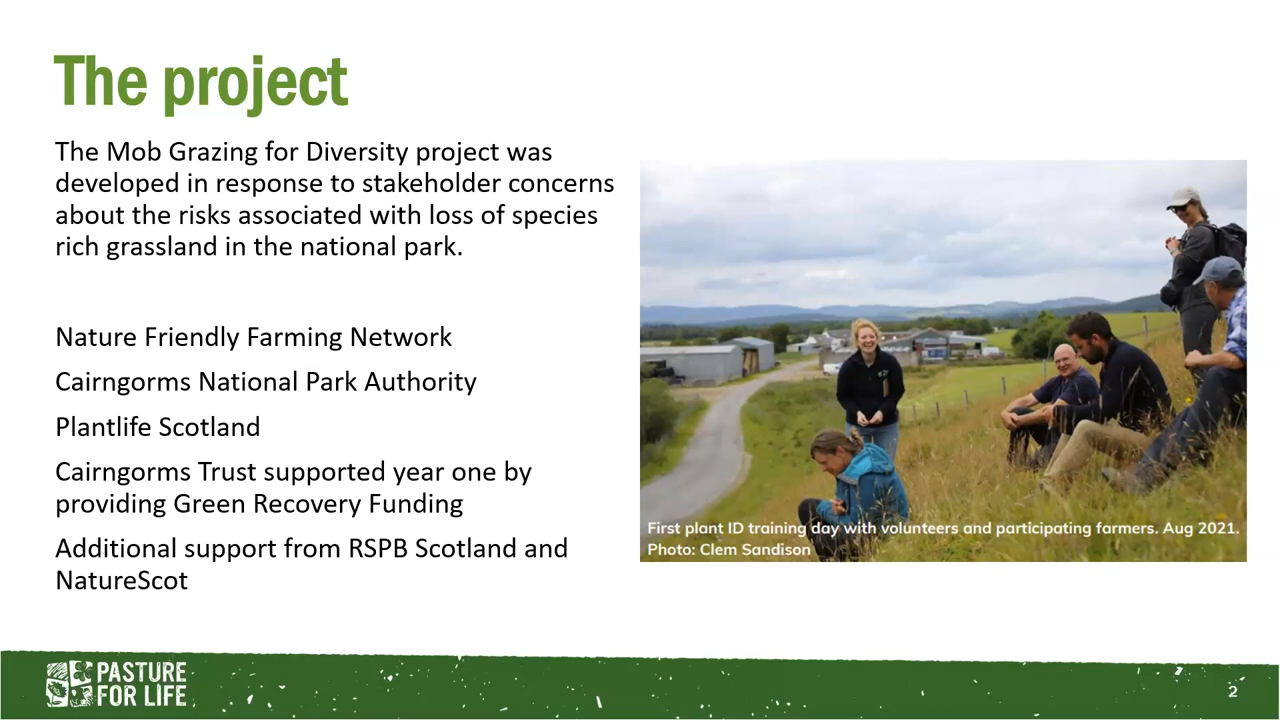 The project
The Mob Grazing for Diversity project was
developed in response to stakeholder concerns
about the risks associated with loss of species
rich grassland in the national park.
Nature Friendly Farming Network
Cairngorms National Park Authority
Plantlife Scotland
Cairngorms Trust supported year one by
providing Green Recovery Funding
Additional support from RSPB Scotland and
NatureScot
First plant ID training day with volunteers and participating farmers. Aug 2021.
Photo: Clem Sandison
PASTURE
FOR LIFE
2